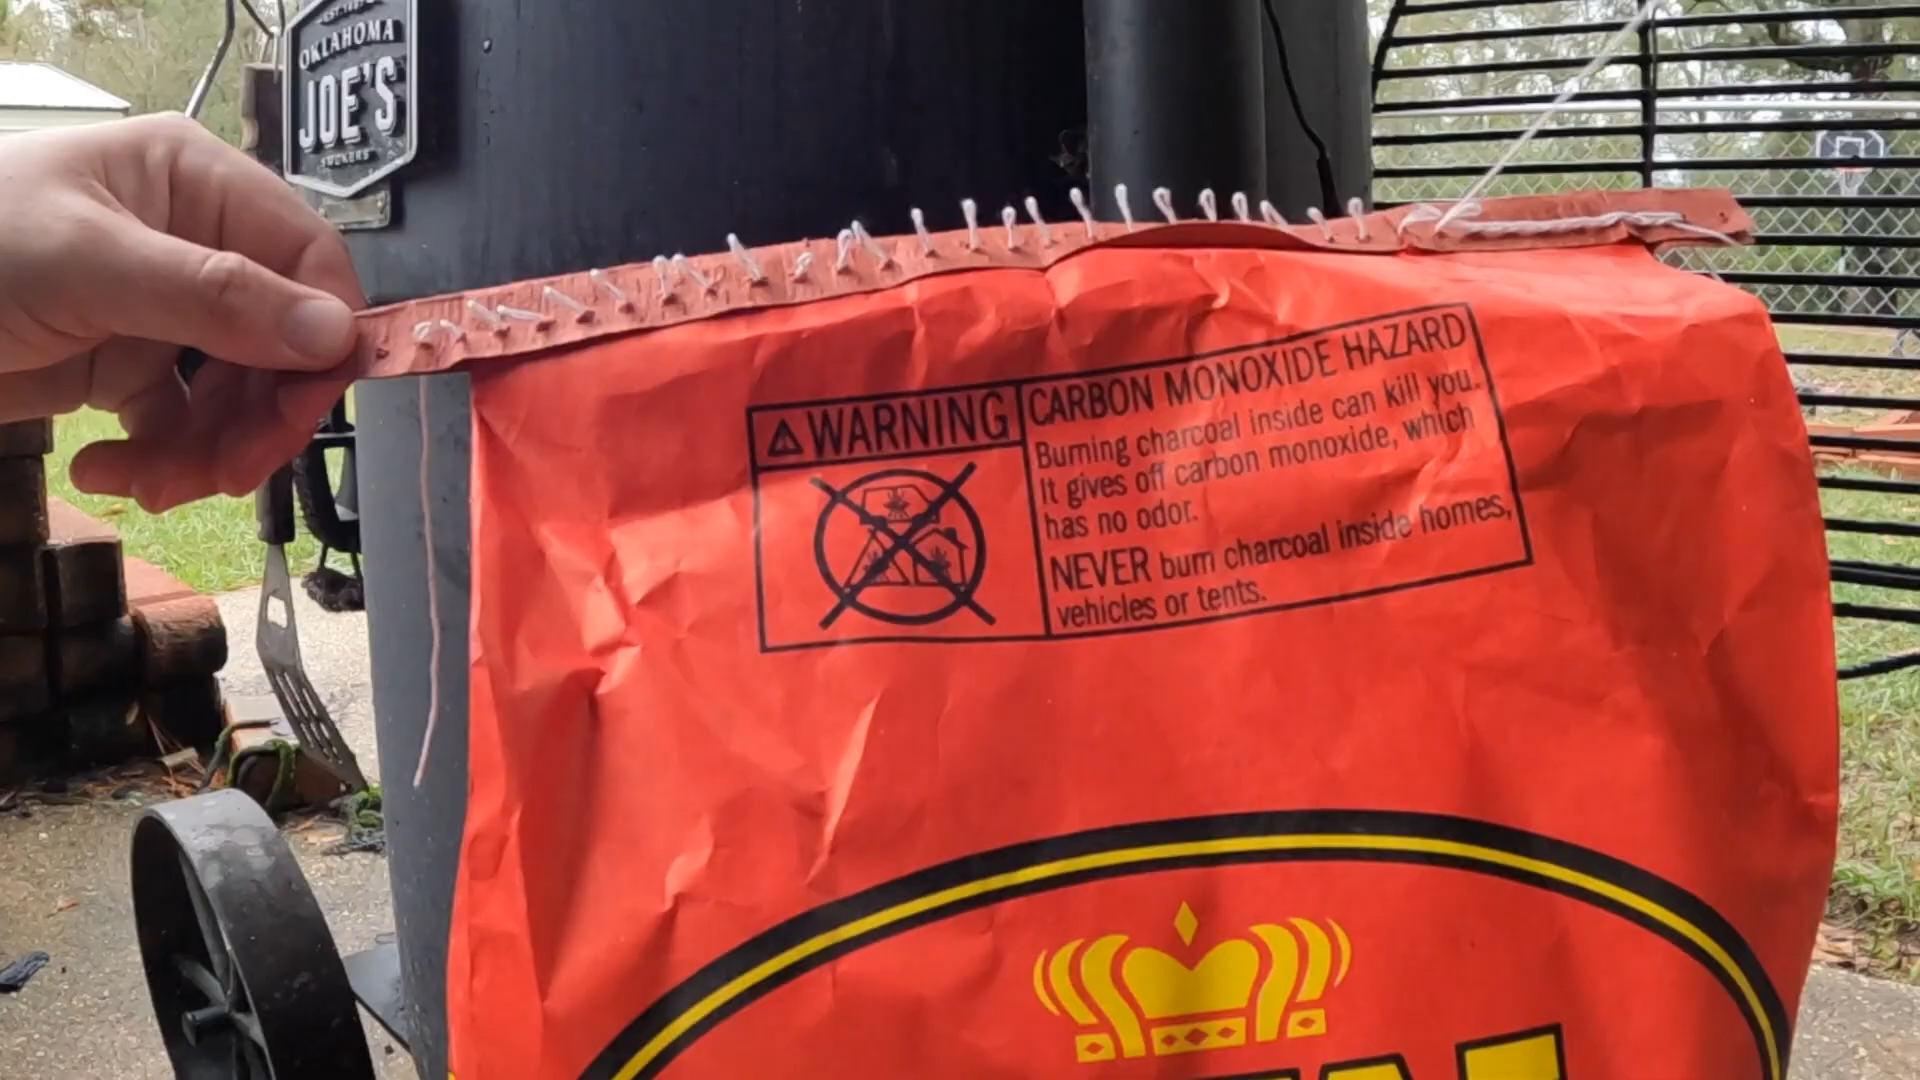 OKLAHOMA
JOE'S
SMOKERS
WARNING
CARBON MONOXIDE HAZARD
Burning charcoal inside can kill you.
It gives off carbon monoxide, which
has no odor.
NEVER burn charcoal inside homes,
vehicles or tents.